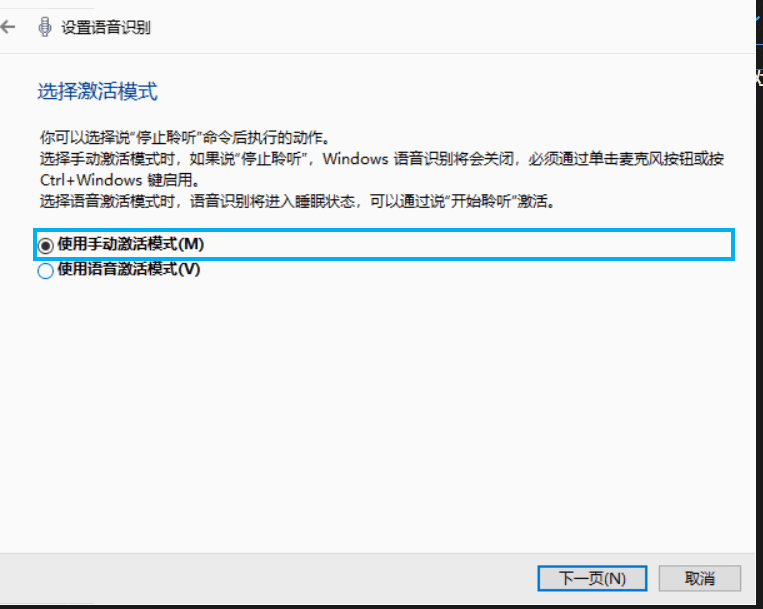 设置语音识别
选择激活模式
你可以选择说“停止聆听”命令后执行的动作。
选择手动激活模式时，如果说“停止聆听”，Windows 语音识别将会关闭，必须通过单击麦克风按钮或按
Ctrl+Windows 键启用。
选择语音激活模式时，语音识别将进入睡眠状态，可以通过说“开始聆听”激活。
使用手动激活模式(M)
使用语音激活模式(V)
下一页(N)
取消